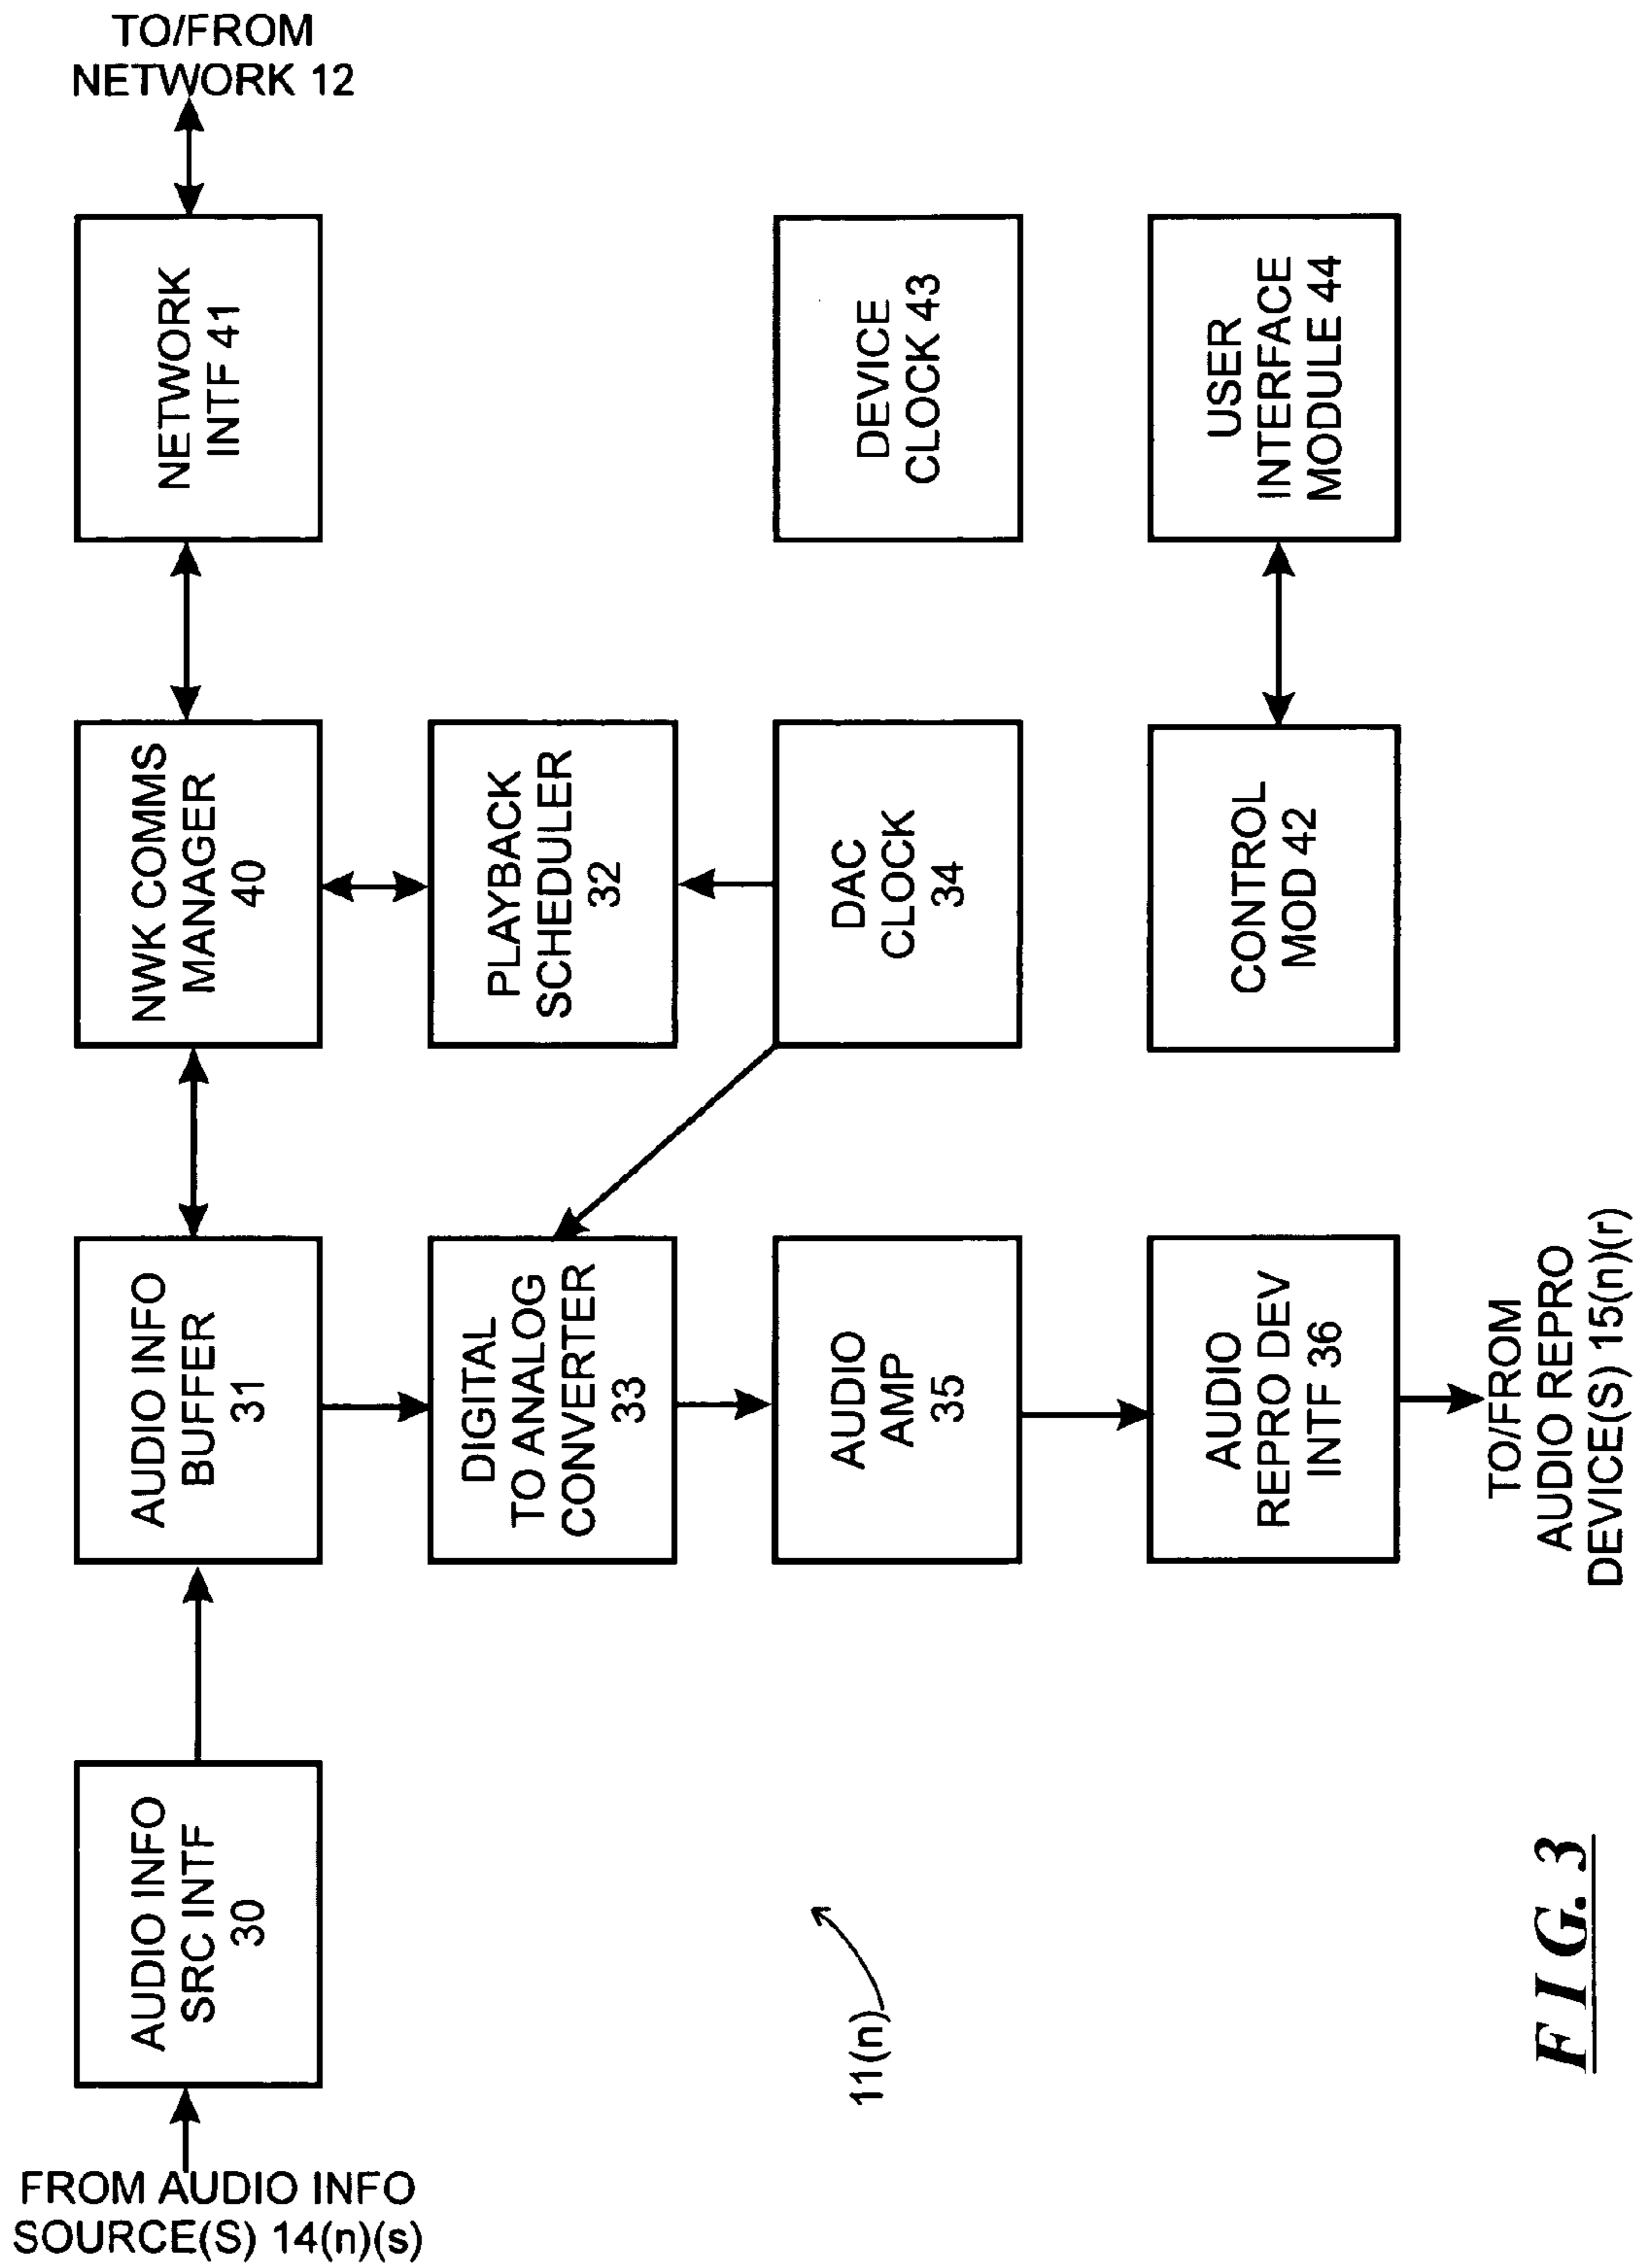 TO/FROM
NETWORK 12
NETWORK
INTF 41
DEVICE
CLOCK 43
USER
INTERFACE
MODULE 44
NWK COMMS
MANAGER
40
PLAYBACK
SCHEDULER
32
DAC
CLOCK
34
CONTROL
MOD 42
AUDIO INFO
BUFFER
31
DIGITAL
TO ANALOG
CONVERTER
33
AUDIO
AMP
35
AUDIO
REPRO DEV
INTF 36
TO/FROM
AUDIO REPRO
DEVICE(S) 15(n)(r)
AUDIO INFO
SRC INTF
30
FROM AUDIO INFO
SOURCE(S) 14(n)(s)
11(n)
FIG. 3